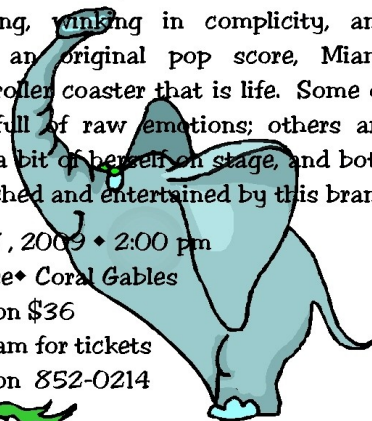 ng, winking in complicity, an
an original pop score, Miam
roller coaster that is life. Some o
full of raw emotions; others ar
a bit of herself on stage, and bot
shed and entertained by this bran
, 2009 ◆ 2:00 pm
e◆ Coral Gables
on $36
am for tickets
on 852-0214